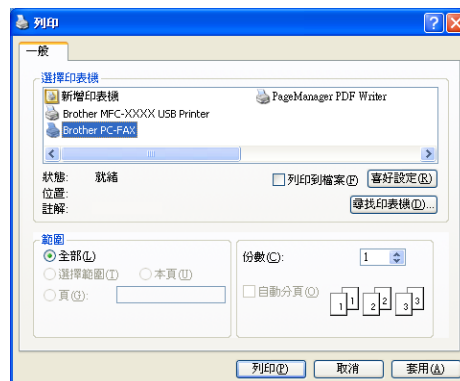 列印
一般
選擇印表機
新增印表機
PageManager PDF Writer
Brother MFC-XXXX USB Printer
Brother PC-FAX
狀態: 就緒
列印到檔案(F)
喜好設定(R)
位置:
註解:
尋找印表機(D)...
範圍
全部(L)
選擇範圍(T) 本頁(U)
頁(G):
份數(C): 1
自動分頁(O)
1 1 2 2 3 3
列印(P) 取消 套用(A)